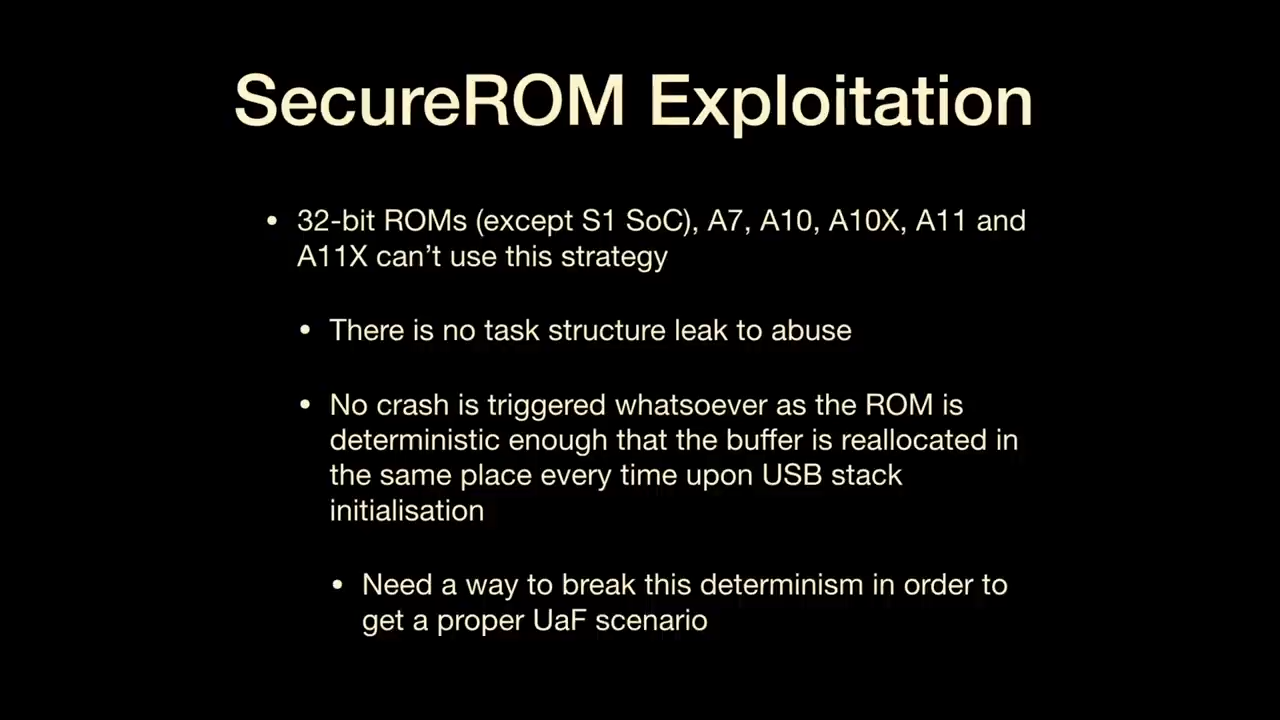 SecureROM Exploitation
• 32-bit ROMs (except S1 SoC), A7, A10, A10X, A11 and
A11X can’t use this strategy
• There is no task structure leak to abuse
• No crash is triggered whatsoever as the ROM is
deterministic enough that the buffer is reallocated in
the same place every time upon USB stack
initialisation
• Need a way to break this determinism in order to
get a proper UaF scenario